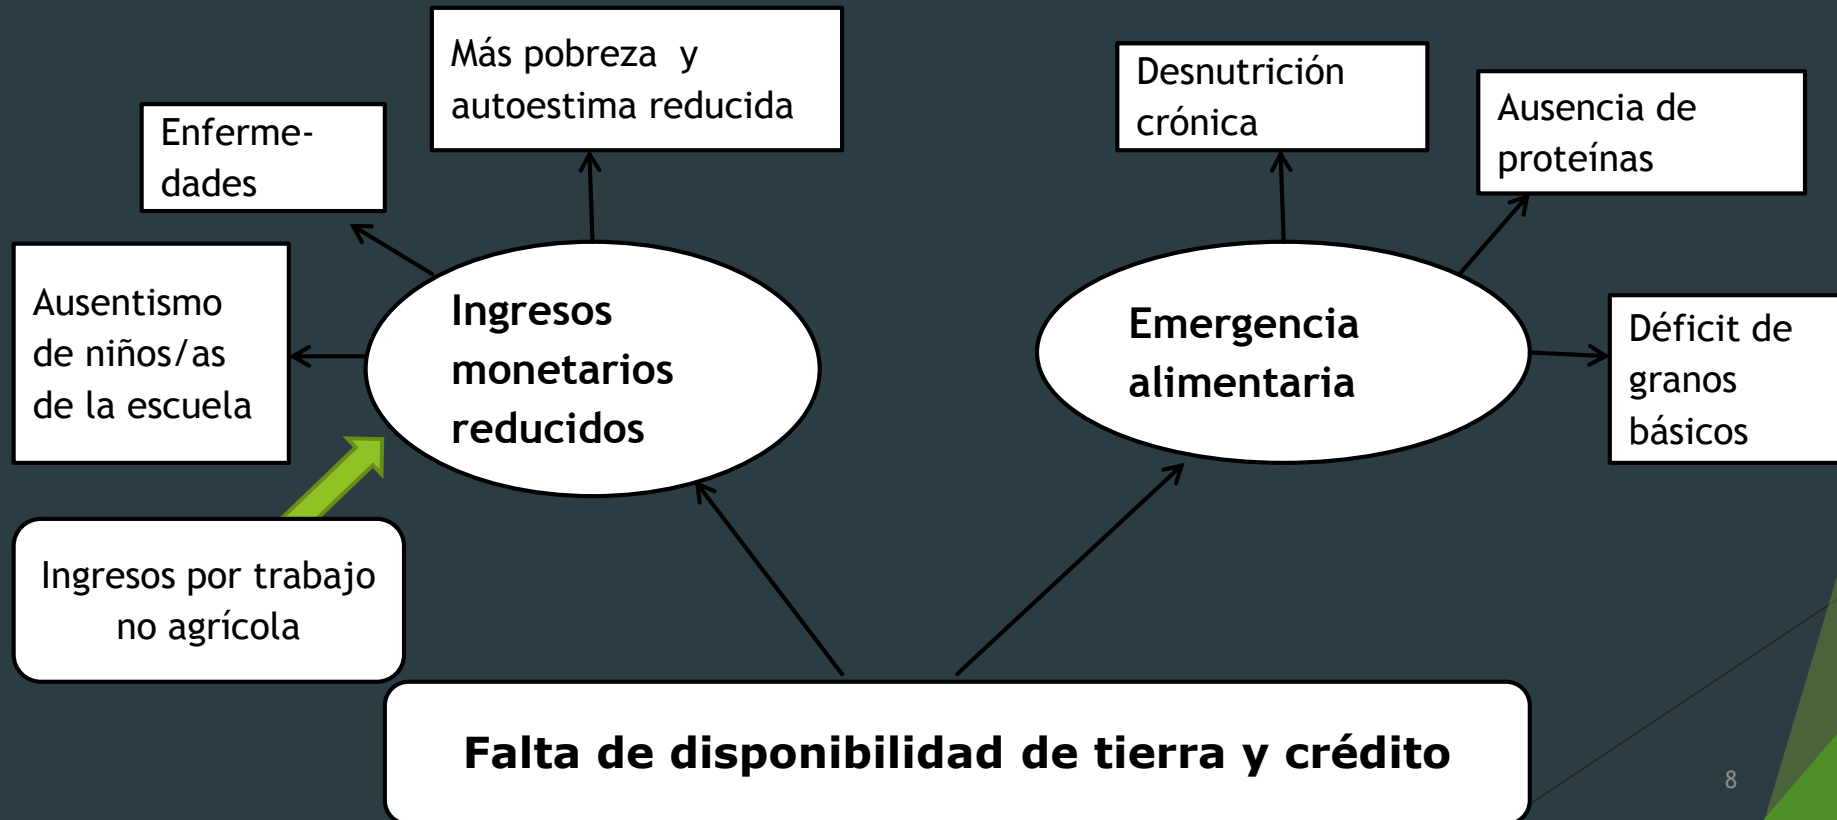 Más pobreza y
autoestima reducida
Enferme-
dades
Ausentismo
de niños/as
de la escuela
Ingresos
monetarios
reducidos
Desnutrición
crónica
Ausencia de
proteínas
Emergencia
alimentaria
Déficit de
granos
básicos
Ingresos por trabajo
no agrícola
Falta de disponibilidad de tierra y crédito
8